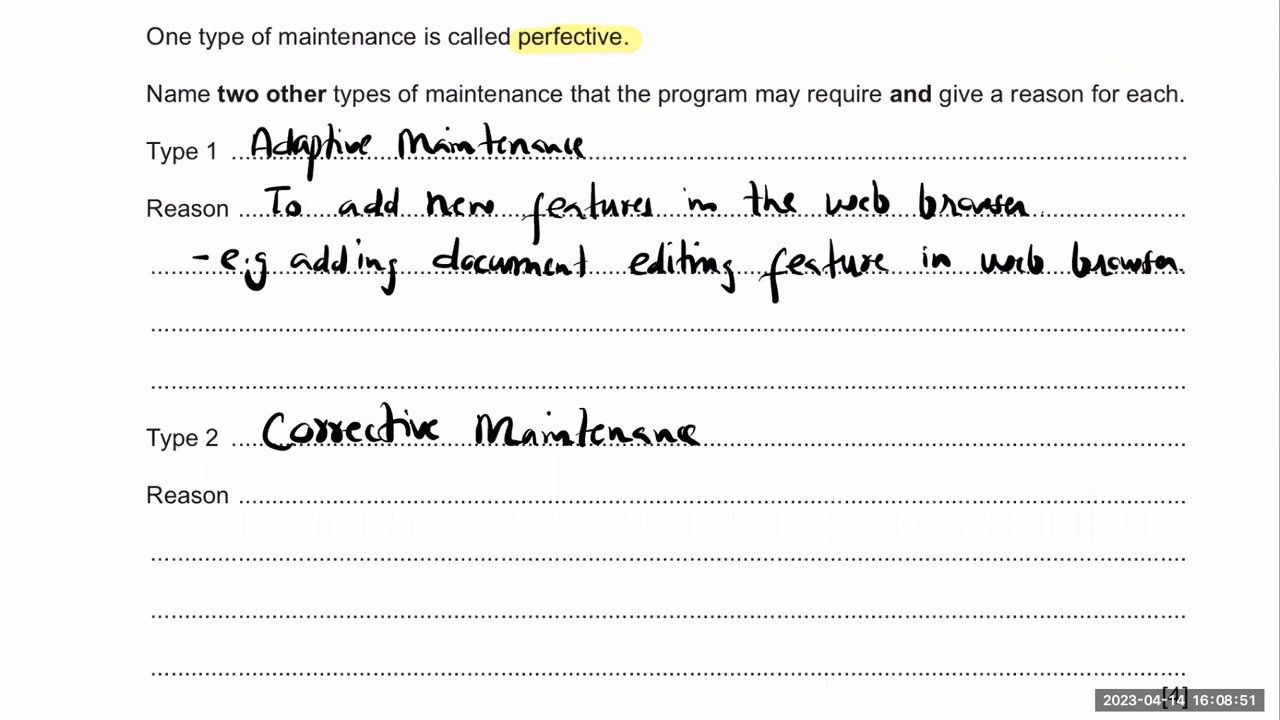 One type of maintenance is called perfective.
Name two other types of maintenance that the program may require and give a reason for each.
Type 1 Adaptive Maintenance
Reason To add new features in the web browser.
- e.g adding document editing feature in web browser.
Type 2 Corrective Maintenance
Reason
[4]
2023-04-14 16:08:51